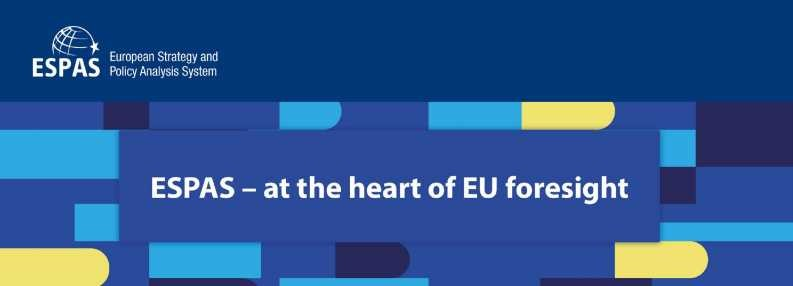 ESPAS
European Strategy and
Policy Analysis System
ESPAS – at the heart of EU foresight